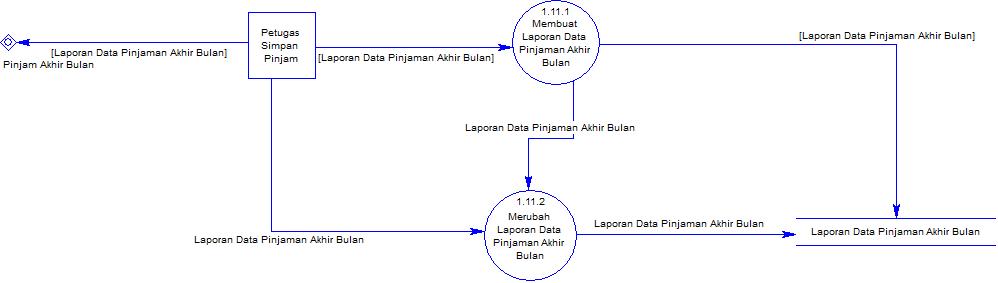 [Laporan Data Pinjaman Akhir Bulan]
Pinjam Akhir Bulan
Petugas
Simpan
Pinjam
[Laporan Data Pinjaman Akhir Bulan]
1.11.1
Membuat
Laporan Data
Pinjaman Akhir
Bulan
[Laporan Data Pinjaman Akhir Bulan]
Laporan Data Pinjaman Akhir Bulan
Laporan Data Pinjaman Akhir Bulan
1.11.2
Merubah
Laporan Data
Pinjaman Akhir
Bulan
Laporan Data Pinjaman Akhir Bulan
Laporan Data Pinjaman Akhir Bulan